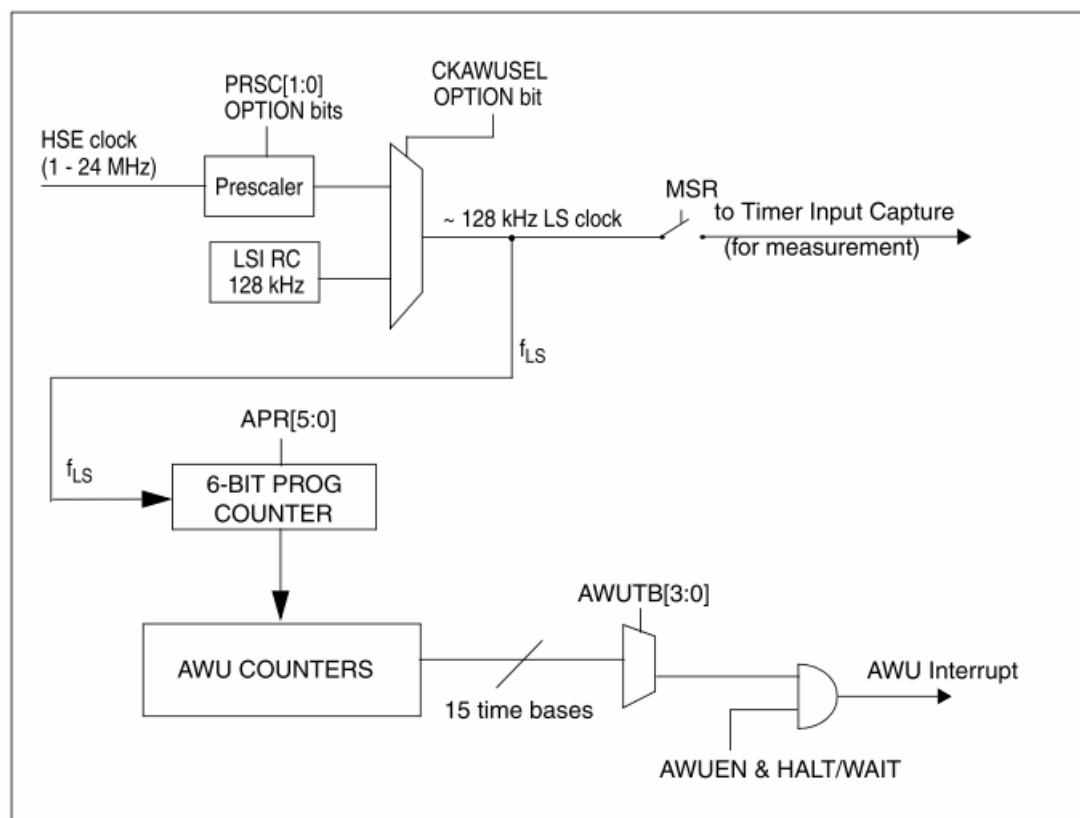 CKAWUSEL
OPTION bit
PRSC[1:0]
OPTION bits
HSE clock
(1 - 24 MHz)
Prescaler
MSR
~ 128 kHz LS clock
to Timer Input Capture
(for measurement)
LSI RC
128 kHz
fLS
APR[5:0]
fLS
6-BIT PROG
COUNTER
AWUTB[3:0]
AWU COUNTERS
AWU Interrupt
15 time bases
AWUEN & HALT/WAIT